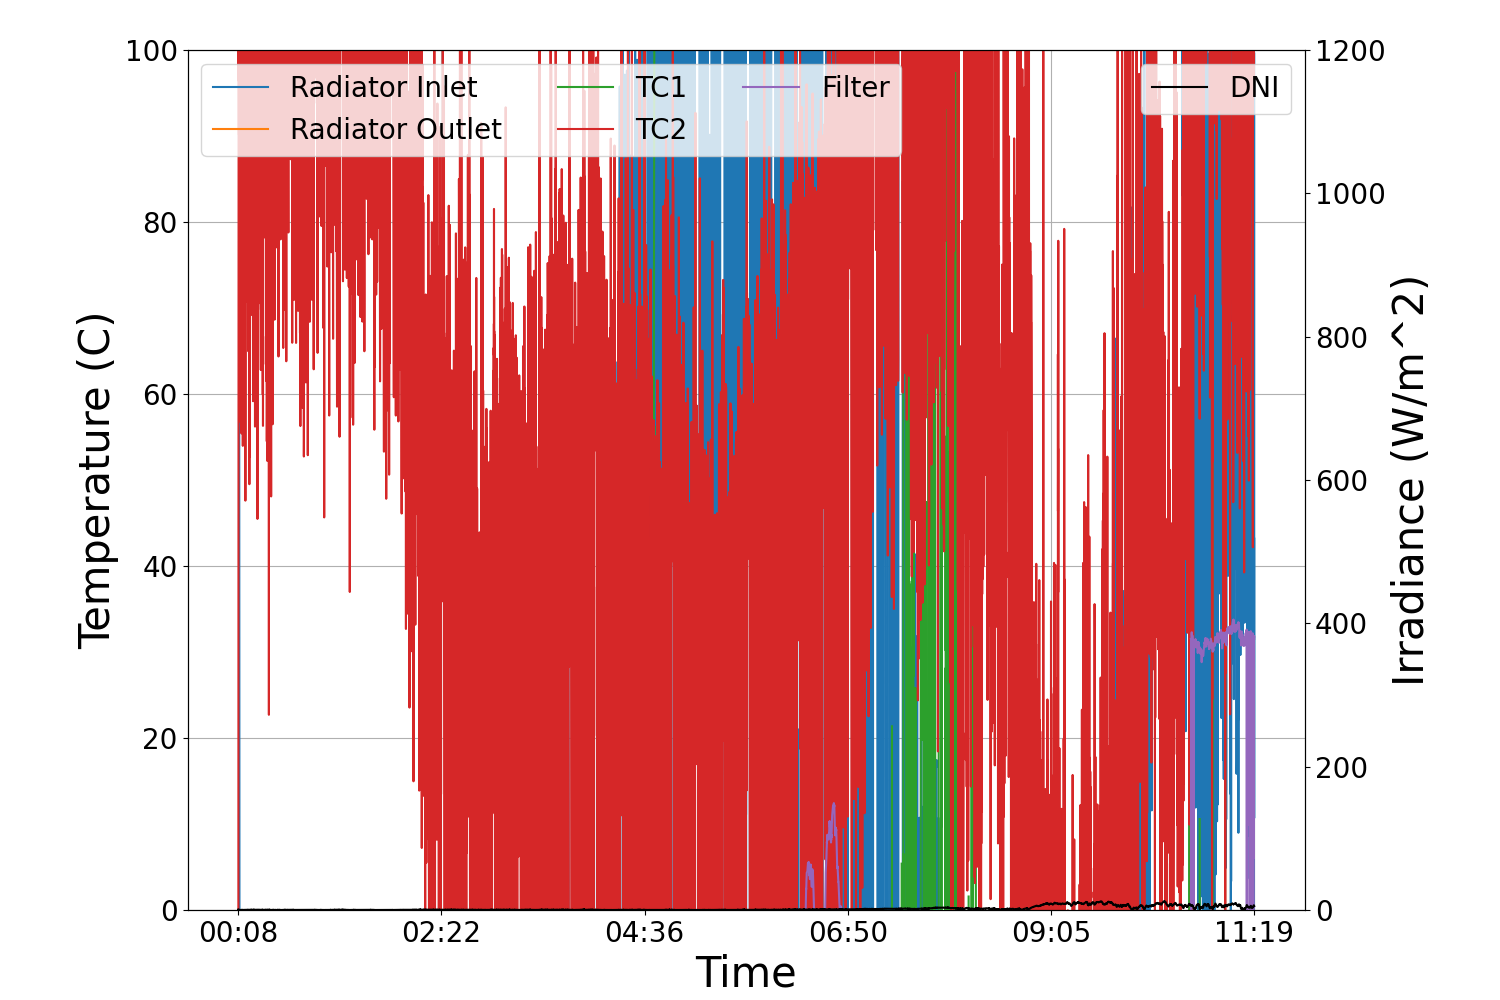 100
80
60
40
20
0
Temperature (C)
Radiator Inlet
Radiator Outlet
TC1
TC2
Filter
DNI
1200
1000
800
600
400
200
0
Irradiance (W/m^2)
00:08 02:22 04:36 06:50 09:05 11:19
Time